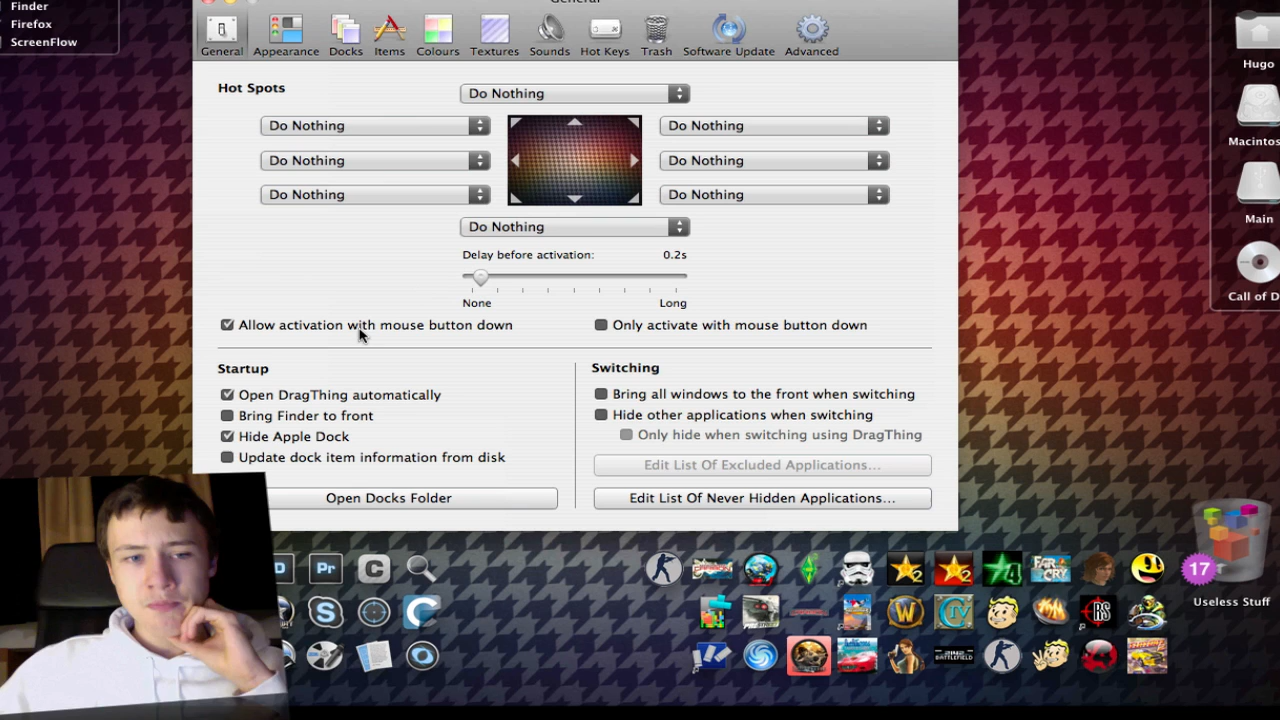 General
Finder
Firefox
ScreenFlow
General Appearance Docks Items Colours Textures Sounds Hot Keys Trash Software Update Advanced
Hot Spots
Do Nothing
Do Nothing Do Nothing
Do Nothing Do Nothing
Do Nothing Do Nothing
Do Nothing
Delay before activation: 0.2s
None Long
Allow activation with mouse button down
Only activate with mouse button down
Startup
Open DragThing automatically
Bring Finder to front
Hide Apple Dock
Update dock item information from disk
Open Docks Folder
Switching
Bring all windows to the front when switching
Hide other applications when switching
Only hide when switching using DragThing
Edit List Of Excluded Applications...
Edit List Of Never Hidden Applications...
Hugo
Macintos
Main
Call of D
Pr
17
Useless Stuff